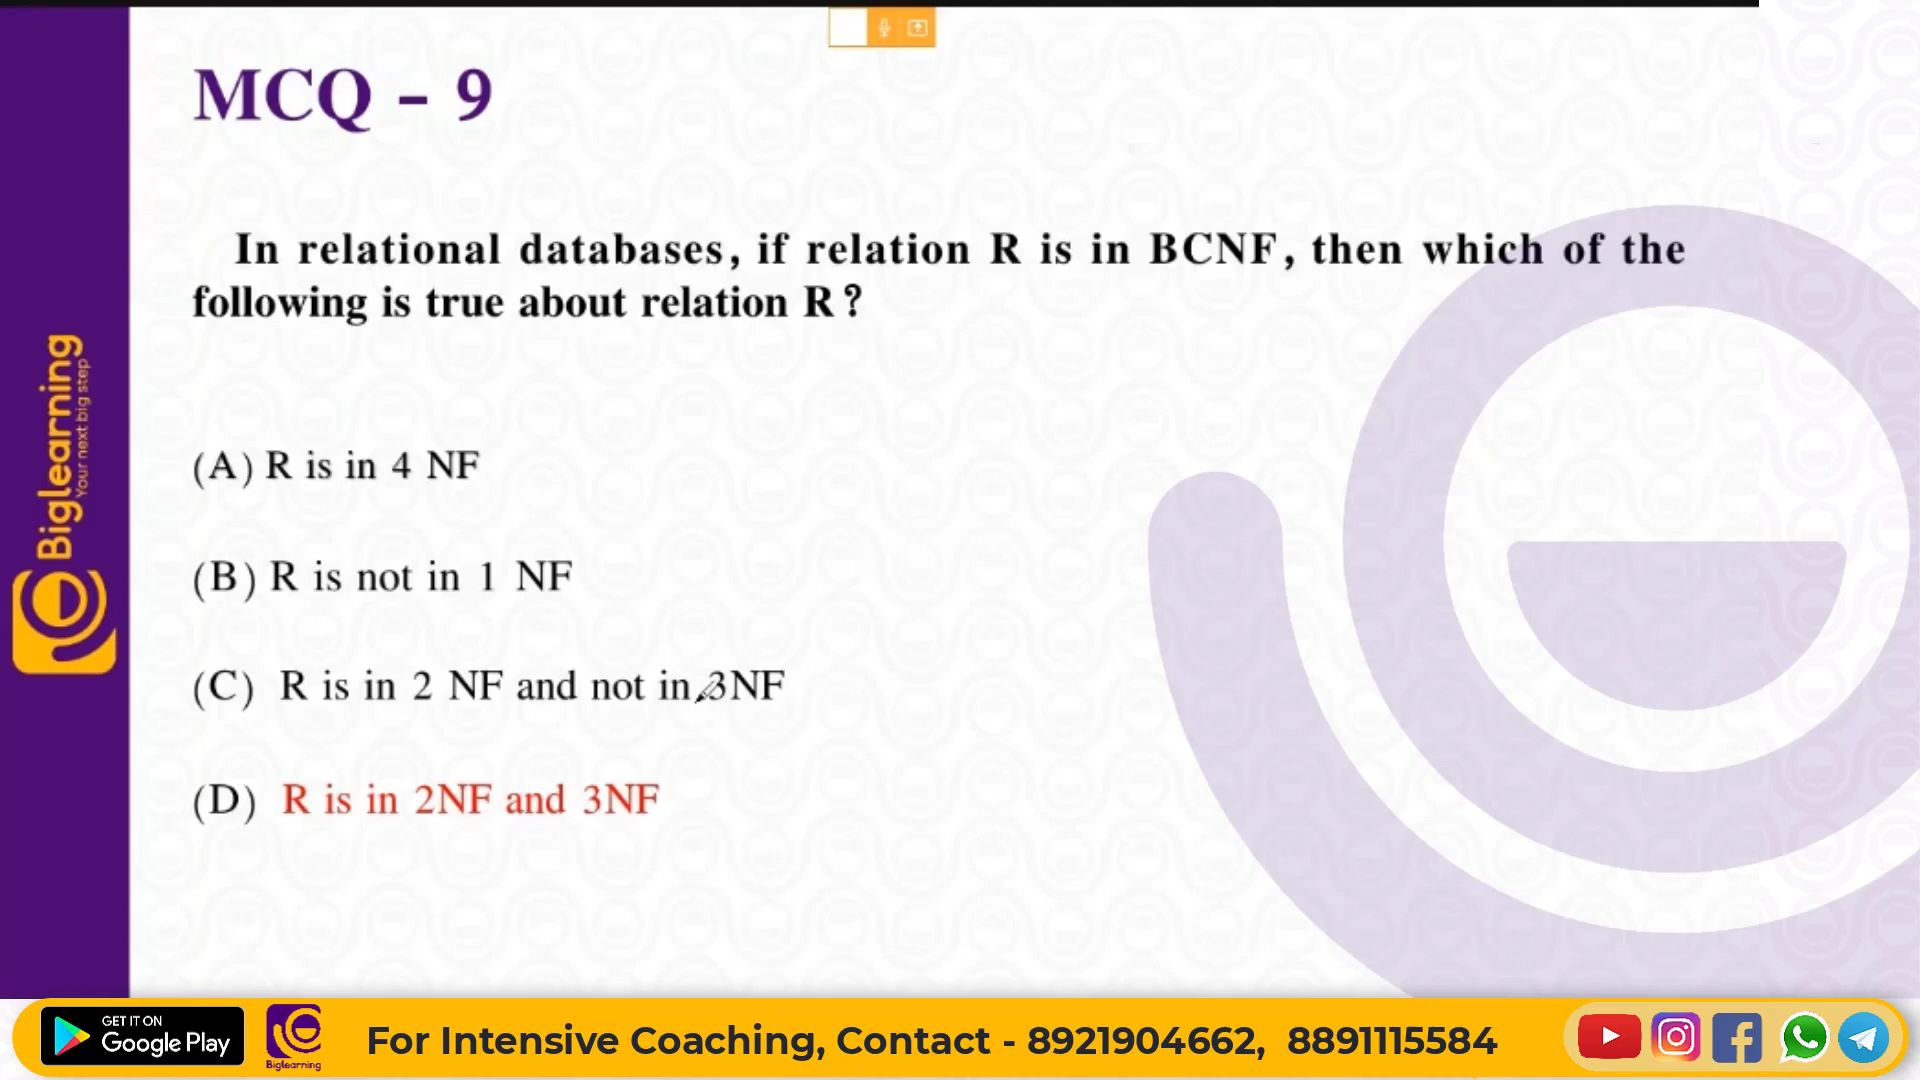 MCQ – 9
In relational databases, if relation R is in BCNF, then which of the
following is true about relation R?
(A) R is in 4 NF
(B) R is not in 1 NF
(C) R is in 2 NF and not in 3NF
(D) R is in 2NF and 3NF
Biglearning
Your next big step
GET IT ON
Google Play
Biglearning
For Intensive Coaching, Contact - 8921904662, 8891115584